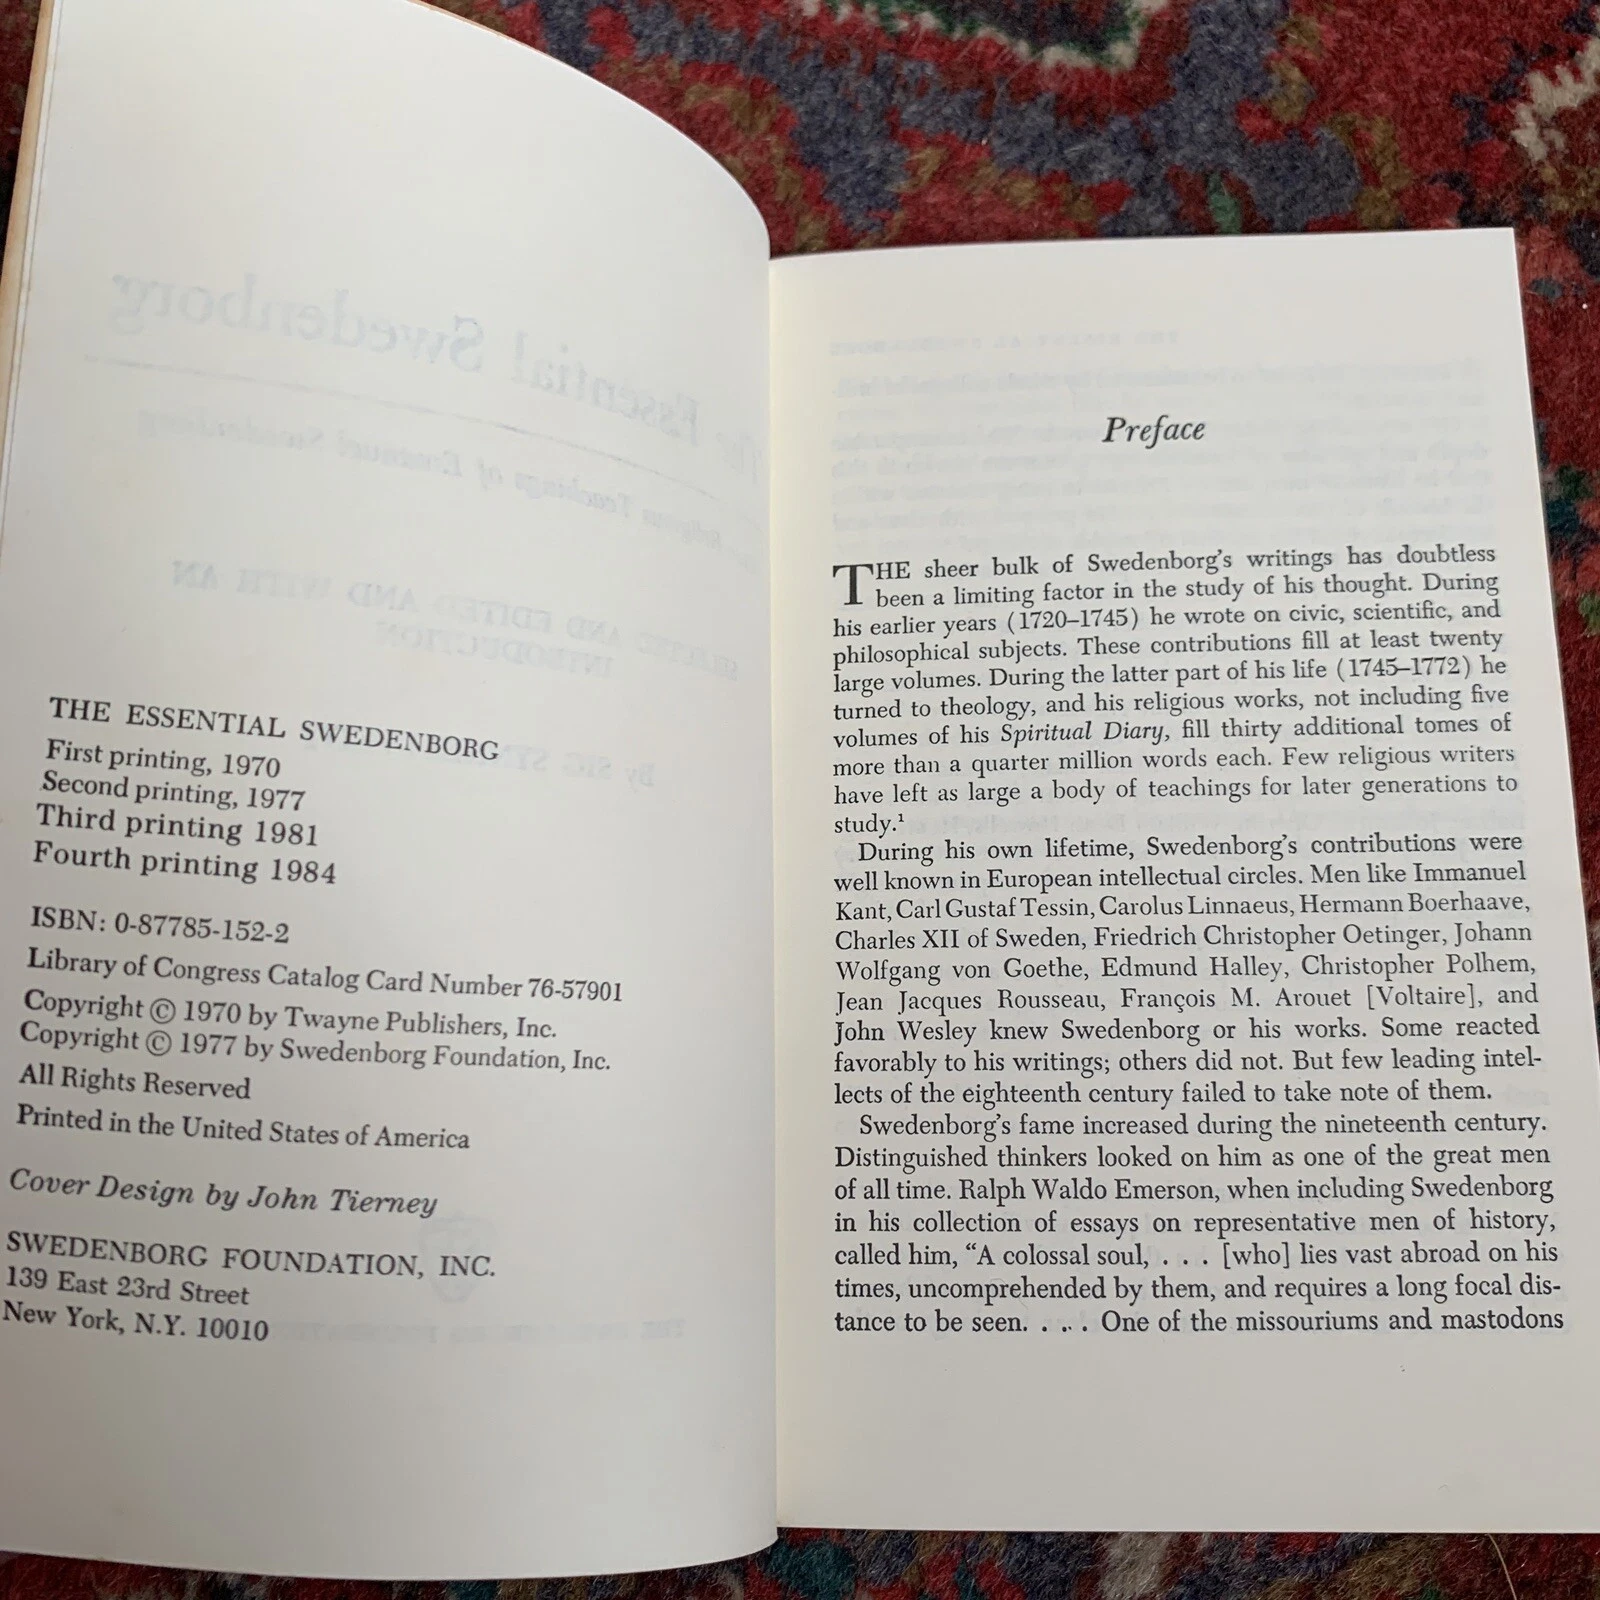 THE ESSENTIAL SWEDENBORG
First printing, 1970
Second printing, 1977
Third printing 1981
Fourth printing 1984
ISBN: 0-87785-152-2
Library of Congress Catalog Card Number 76-57901
Copyright © 1970 by Twayne Publishers, Inc.
Copyright © 1977 by Swedenborg Foundation, Inc.
All Rights Reserved
Printed in the United States of America
Cover Design by John Tierney
SWEDENBORG FOUNDATION, INC.
139 East 23rd Street
New York, N.Y. 10010
Preface
THE sheer bulk of Swedenborg's writings has doubtless
been a limiting factor in the study of his thought. During
his earlier years (1720–1745) he wrote on civic, scientific, and
philosophical subjects. These contributions fill at least twenty
large volumes. During the latter part of his life (1745–1772) he
turned to theology, and his religious works, not including five
volumes of his Spiritual Diary, fill thirty additional tomes of
more than a quarter million words each. Few religious writers
have left as large a body of teachings for later generations to
study.¹
During his own lifetime, Swedenborg's contributions were
well known in European intellectual circles. Men like Immanuel
Kant, Carl Gustaf Tessin, Carolus Linnaeus, Hermann Boerhaave,
Charles XII of Sweden, Friedrich Christopher Oetinger, Johann
Wolfgang von Goethe, Edmund Halley, Christopher Polhem,
Jean Jacques Rousseau, François M. Arouet [Voltaire], and
John Wesley knew Swedenborg or his works. Some reacted
favorably to his writings; others did not. But few leading intel-
lects of the eighteenth century failed to take note of them.
Swedenborg's fame increased during the nineteenth century.
Distinguished thinkers looked on him as one of the great men
of all time. Ralph Waldo Emerson, when including Swedenborg
in his collection of essays on representative men of history,
called him, "A colossal soul, . . . [who] lies vast abroad on his
times, uncomprehended by them, and requires a long focal dis-
tance to be seen. . . . One of the missouriums and mastodons